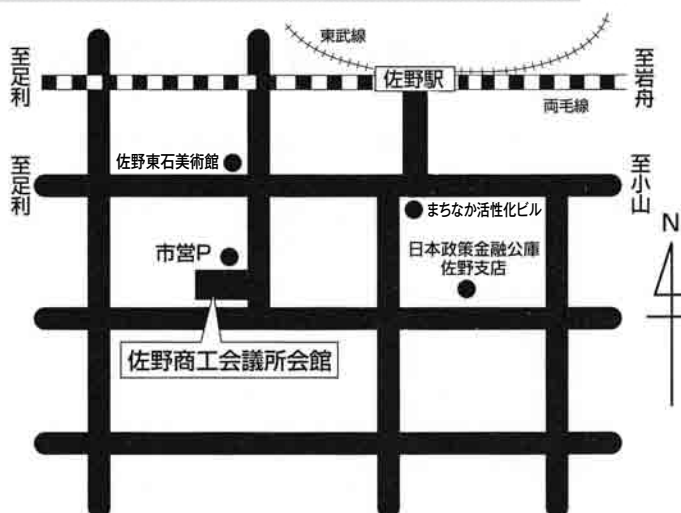 東武線
至足利
佐野駅
至岩舟
両毛線
佐野東石美術館
至足利
至小山
まちなか活性化ビル
市営P
日本政策金融公庫
佐野支店
N
佐野商工会議所会館